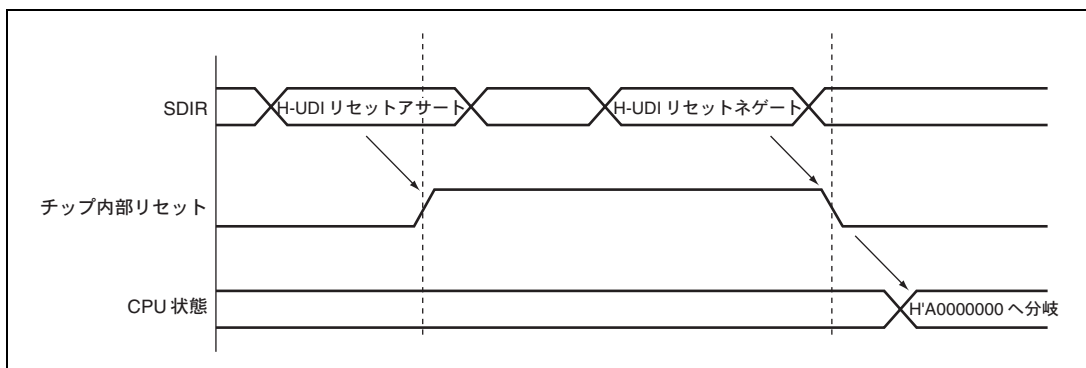 SDIR
H-UDI リセットアサート
H-UDI リセットネゲート
チップ内部リセット
CPU 状態
H'A0000000 へ分岐